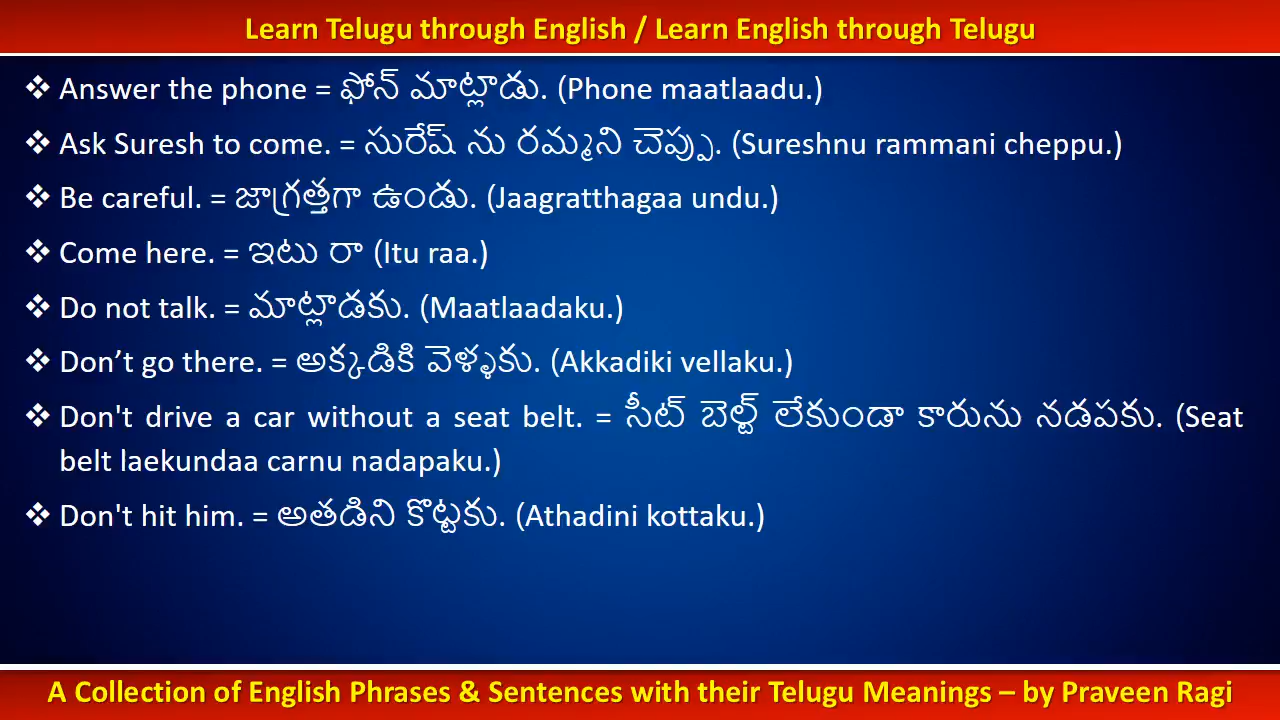 Learn Telugu through English / Learn English through Telugu
❖ Answer the phone = ఫోన్ మాట్లాడు. (Phone maatlaadu.)
❖ Ask Suresh to come. = సురేష్ ను రమ్మని చెప్పు. (Sureshnu rammani cheppu.)
❖ Be careful. = జాగ్రత్తగా ఉండు. (Jaagratthagaa undu.)
❖ Come here. = ఇటు రా (Itu raa.)
❖ Do not talk. = మాట్లాడకు. (Maatlaadaku.)
❖ Don’t go there. = అక్కడికి వెళ్ళకు. (Akkadiki vellaku.)
❖ Don't drive a car without a seat belt. = సీట్ బెల్ట్ లేకుండా కారును నడపకు. (Seat
belt laekundaa carnu nadapaku.)
❖ Don't hit him. = అతడిని కొట్టకు. (Athadini kottaku.)
A Collection of English Phrases & Sentences with their Telugu Meanings – by Praveen Ragi